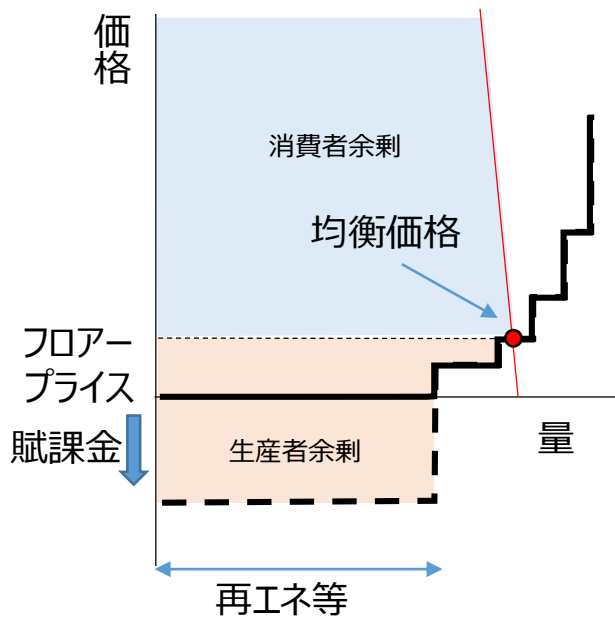 価格
消費者余剰
均衡価格
フロアー
プライス
賦課金
生産者余剰
量
再エネ等